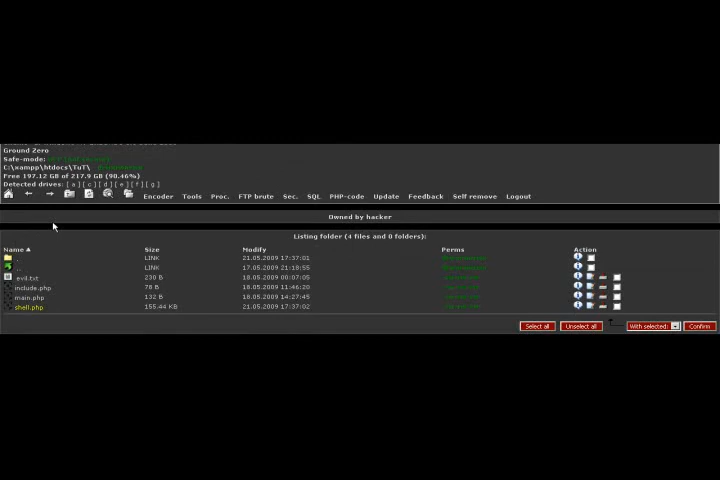 Ground Zero
Safe-mode:
C:\xampp\htdocs\TuT\
Free 197.12 GB of 217.9 GB (90.46%)
Detected drives: [ a ] [ c ] [ d ] [ e ] [ f ] [ g ]
Encoder Tools Proc. FTP brute Sec. SQL PHP-code Update Feedback Self remove Logout
Owned by hacker
Listing folder (4 files and 0 folders):
Name Size Modify Perms Action
. LINK 21.05.2009 17:37:01
.. LINK 17.05.2009 21:18:55
evil.txt 230 B 18.05.2009 00:07:05
include.php 78 B 18.05.2009 11:46:20
main.php 132 B 18.05.2009 14:27:45
shell.php 155.44 KB 21.05.2009 17:37:02
Select all Unselect all With selected: Confirm